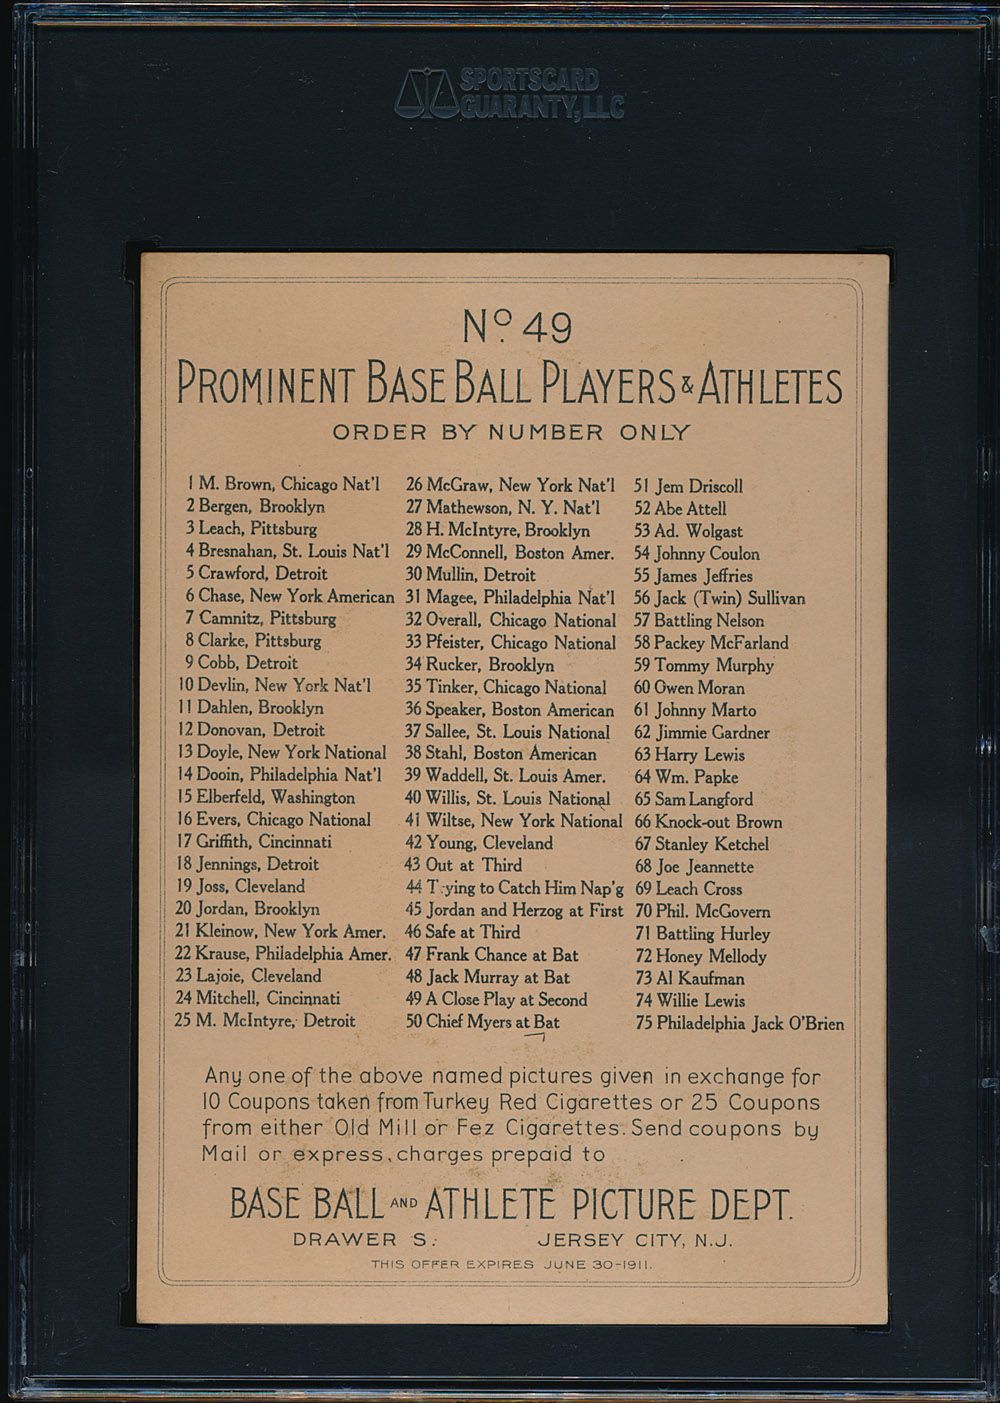 SPORTSCARD
GUARANTY, LLC
No. 49
PROMINENT BASE BALL PLAYERS & ATHLETES
ORDER BY NUMBER ONLY
1 M. Brown, Chicago Nat'l
2 Bergen, Brooklyn
3 Leach, Pittsburg
4 Bresnahan, St. Louis Nat'l
5 Crawford, Detroit
6 Chase, New York American
7 Camnitz, Pittsburg
8 Clarke, Pittsburg
9 Cobb, Detroit
10 Devlin, New York Nat'l
11 Dahlen, Brooklyn
12 Donovan, Detroit
13 Doyle, New York National
14 Dooin, Philadelphia Nat'l
15 Elberfeld, Washington
16 Evers, Chicago National
17 Griffith, Cincinnati
18 Jennings, Detroit
19 Joss, Cleveland
20 Jordan, Brooklyn
21 Kleinow, New York Amer.
22 Krause, Philadelphia Amer.
23 Lajoie, Cleveland
24 Mitchell, Cincinnati
25 M. McIntyre, Detroit
26 McGraw, New York Nat'l
27 Mathewson, N. Y. Nat'l
28 H. McIntyre, Brooklyn
29 McConnell, Boston Amer.
30 Mullin, Detroit
31 Magee, Philadelphia Nat'l
32 Overall, Chicago National
33 Pfeister, Chicago National
34 Rucker, Brooklyn
35 Tinker, Chicago National
36 Speaker, Boston American
37 Sallee, St. Louis National
38 Stahl, Boston American
39 Waddell, St. Louis Amer.
40 Willis, St. Louis National
41 Wiltse, New York National
42 Young, Cleveland
43 Out at Third
44 Trying to Catch Him Nap'g
45 Jordan and Herzog at First
46 Safe at Third
47 Frank Chance at Bat
48 Jack Murray at Bat
49 A Close Play at Second
50 Chief Myers at Bat
51 Jem Driscoll
52 Abe Attell
53 Ad. Wolgast
54 Johnny Coulon
55 James Jeffries
56 Jack (Twin) Sullivan
57 Battling Nelson
58 Packey McFarland
59 Tommy Murphy
60 Owen Moran
61 Johnny Marto
62 Jimmie Gardner
63 Harry Lewis
64 Wm. Papke
65 Sam Langford
66 Knock-out Brown
67 Stanley Ketchel
68 Joe Jeannette
69 Leach Cross
70 Phil. McGovern
71 Battling Hurley
72 Honey Mellody
73 Al Kaufman
74 Willie Lewis
75 Philadelphia Jack O'Brien
Any one of the above named pictures given in exchange for
10 Coupons taken from Turkey Red Cigarettes or 25 Coupons
from either Old Mill or Fez Cigarettes. Send coupons by
Mail or express, charges prepaid to
BASE BALL AND ATHLETE PICTURE DEPT.
DRAWER S. JERSEY CITY, N.J.
THIS OFFER EXPIRES JUNE 30-1911.